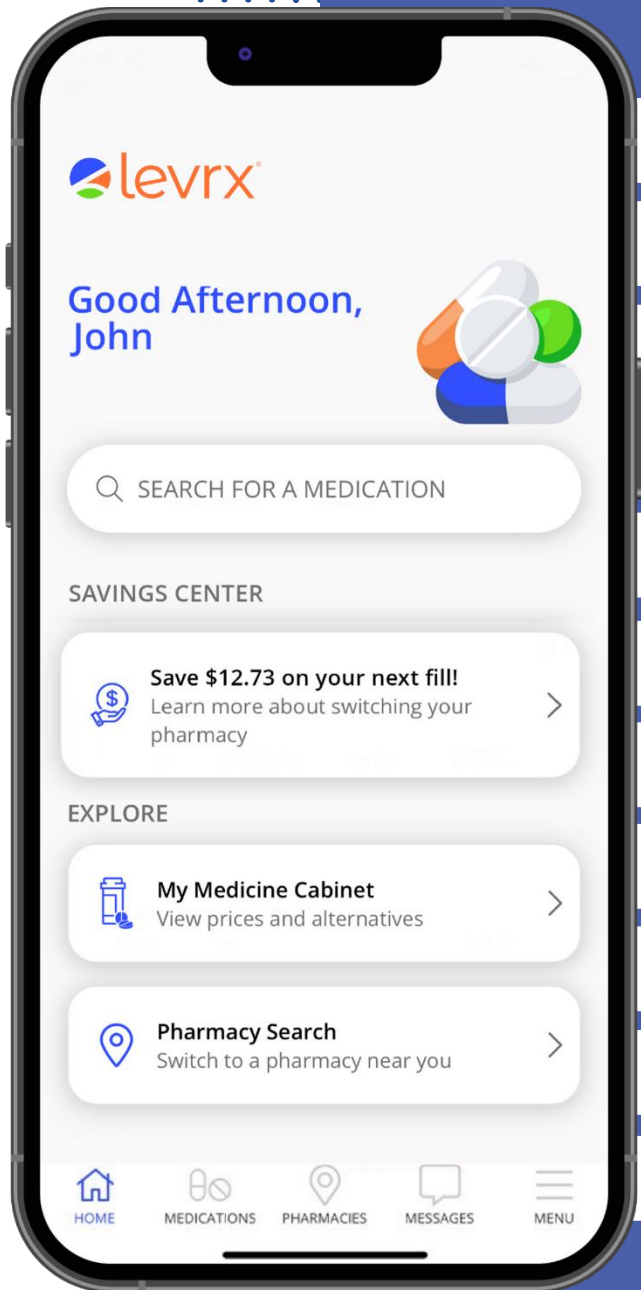 levrx®
Good Afternoon,
John
SEARCH FOR A MEDICATION
SAVINGS CENTER
$
Save $12.73 on your next fill!
Learn more about switching your
pharmacy
EXPLORE
My Medicine Cabinet
View prices and alternatives
Pharmacy Search
Switch to a pharmacy near you
HOME MEDICATIONS PHARMACIES MESSAGES MENU